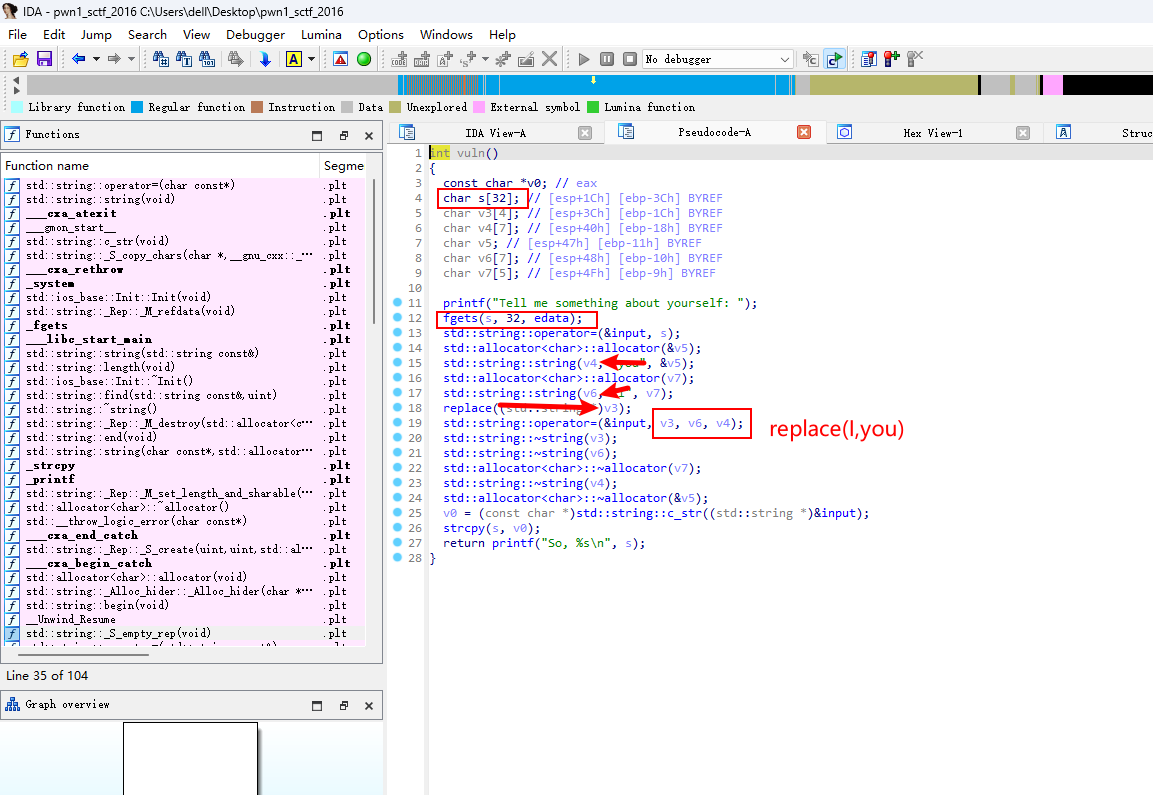 IDA - pwn1_sctf_2016 C:\Users\dell\Desktop\pwn1_sctf_2016
File Edit Jump Search View Debugger Lumina Options Windows Help
No debugger
Library function Regular function Instruction Data Unexplored External symbol Lumina function
Functions
Function name Segme
std::string::operator=(char const*) .plt
std::string::string(void) .plt
___cxa_atexit .plt
___gmon_start__ .plt
std::string::c_str(void) .plt
std::string::_S_copy_chars(char *,__gnu_cxx::_··· .plt
___cxa_rethrow .plt
_system .plt
std::ios_base::Init::Init(void) .plt
std::string::_Rep::_M_refdata(void) .plt
_fgets .plt
___libc_start_main .plt
std::string::string(std::string const&) .plt
std::string::length(void) .plt
std::ios_base::Init::~Init() .plt
std::string::find(std::string const&,uint) .plt
std::string::~string() .plt
std::string::_Rep::_M_destroy(std::allocator<c··· .plt
std::string::end(void) .plt
std::string::string(char const*,std::allocator··· .plt
_strcpy .plt
_printf .plt
std::string::_Rep::_M_set_length_and_sharable(··· .plt
std::allocator<char>::~allocator() .plt
std::__throw_logic_error(char const*) .plt
___cxa_end_catch .plt
std::string::_Rep::_S_create(uint,uint,std::al··· .plt
___cxa_begin_catch .plt
std::allocator<char>::allocator(void) .plt
std::string::_Alloc_hider::_Alloc_hider(char *··· .plt
std::string::begin(void) .plt
__Unwind_Resume .plt
std::string::_S_empty_rep(void) .plt
Line 35 of 104
Graph overview
IDA View-A Pseudocode-A Hex View-1 Struc
1 int vuln()
2 {
3 const char *v0; // eax
4 char s[32]; // [esp+1Ch] [ebp-3Ch] BYREF
5 char v3[4]; // [esp+3Ch] [ebp-1Ch] BYREF
6 char v4[7]; // [esp+40h] [ebp-18h] BYREF
7 char v5; // [esp+47h] [ebp-11h] BYREF
8 char v6[7]; // [esp+48h] [ebp-10h] BYREF
9 char v7[5]; // [esp+4Fh] [ebp-9h] BYREF
10
11 printf("Tell me something about yourself: ");
12 fgets(s, 32, edata);
13 std::string::operator=(&input, s);
14 std::allocator<char>::allocator(&v5);
15 std::string::string(v4, "you", &v5);
16 std::allocator<char>::allocator(v7);
17 std::string::string(v6, v7);
18 replace((std::string *)v3);
19 std::string::operator=(&input, v3, v6, v4);
20 std::string::~string(v3);
21 std::string::~string(v6);
22 std::allocator<char>::~allocator(v7);
23 std::string::~string(v4);
24 std::allocator<char>::~allocator(&v5);
25 v0 = (const char *)std::string::c_str((std::string *)&input);
26 strcpy(s, v0);
27 return printf("So, %s\n", s);
28 }
replace(I,you)